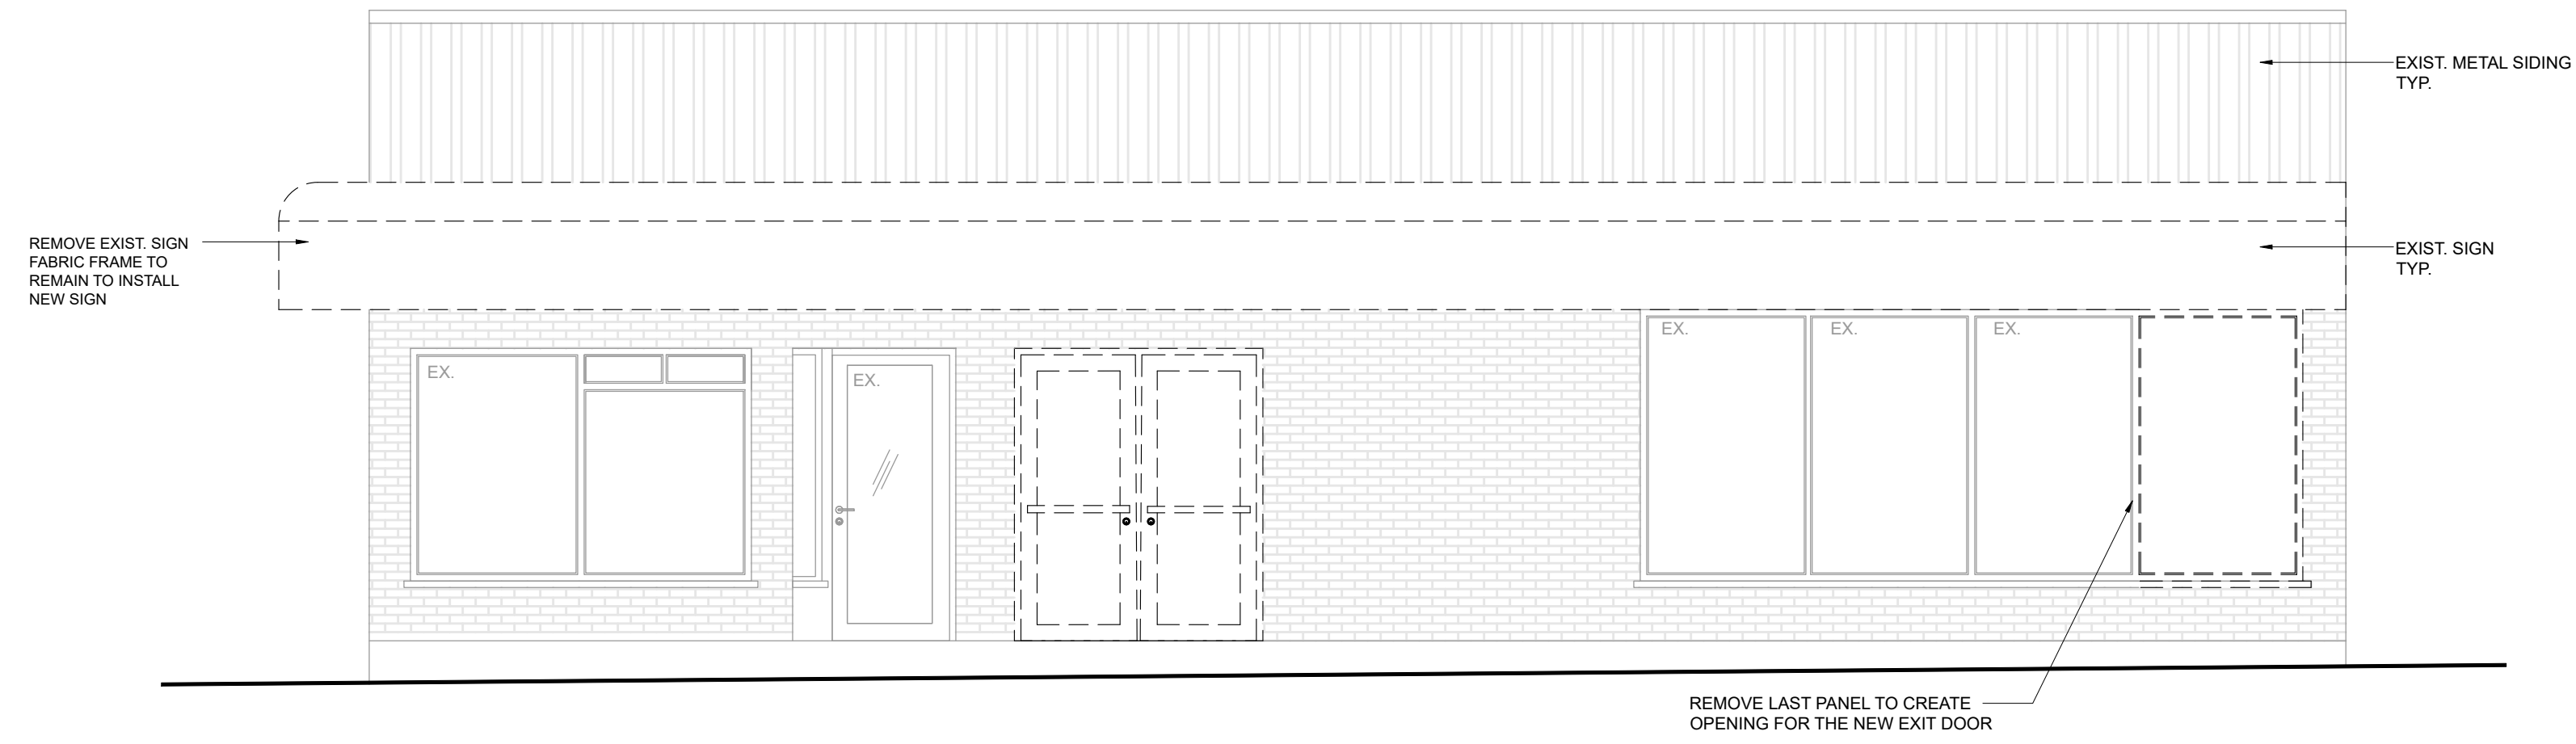 EXIST. METAL SIDING
TYP.
REMOVE EXIST. SIGN
FABRIC FRAME TO
REMAIN TO INSTALL
NEW SIGN
EXIST. SIGN
TYP.
EX.
EX.
EX.
EX.
EX.
REMOVE LAST PANEL TO CREATE
OPENING FOR THE NEW EXIT DOOR